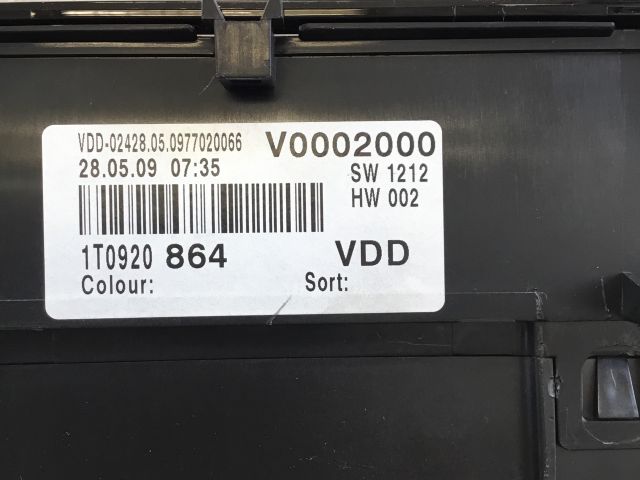 VDD-02428.05.0977020066 V0002000
28.05.09 07:35 SW 1212
HW 002
1T0920 864 VDD
Colour: Sort: